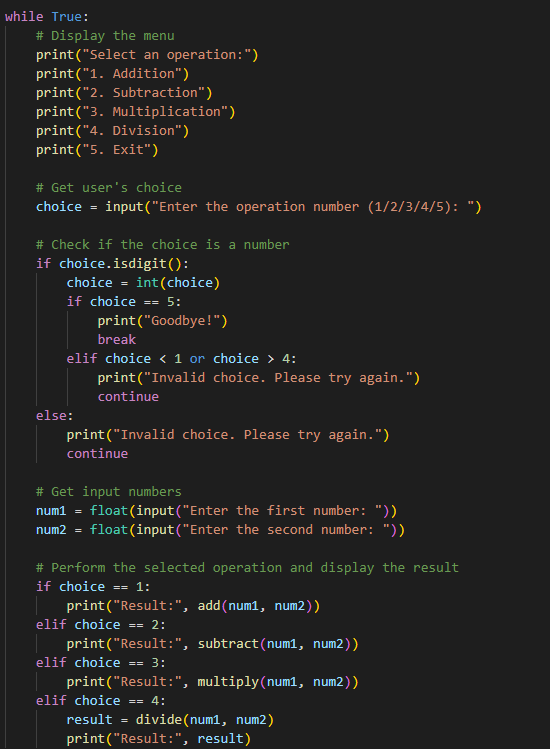 while True:
    # Display the menu
    print("Select an operation:")
    print("1. Addition")
    print("2. Subtraction")
    print("3. Multiplication")
    print("4. Division")
    print("5. Exit")

    # Get user's choice
    choice = input("Enter the operation number (1/2/3/4/5): ")

    # Check if the choice is a number
    if choice.isdigit():
        choice = int(choice)
        if choice == 5:
            print("Goodbye!")
            break
        elif choice < 1 or choice > 4:
            print("Invalid choice. Please try again.")
            continue
    else:
        print("Invalid choice. Please try again.")
        continue

    # Get input numbers
    num1 = float(input("Enter the first number: "))
    num2 = float(input("Enter the second number: "))

    # Perform the selected operation and display the result
    if choice == 1:
        print("Result:", add(num1, num2))
    elif choice == 2:
        print("Result:", subtract(num1, num2))
    elif choice == 3:
        print("Result:", multiply(num1, num2))
    elif choice == 4:
        result = divide(num1, num2)
        print("Result:", result)